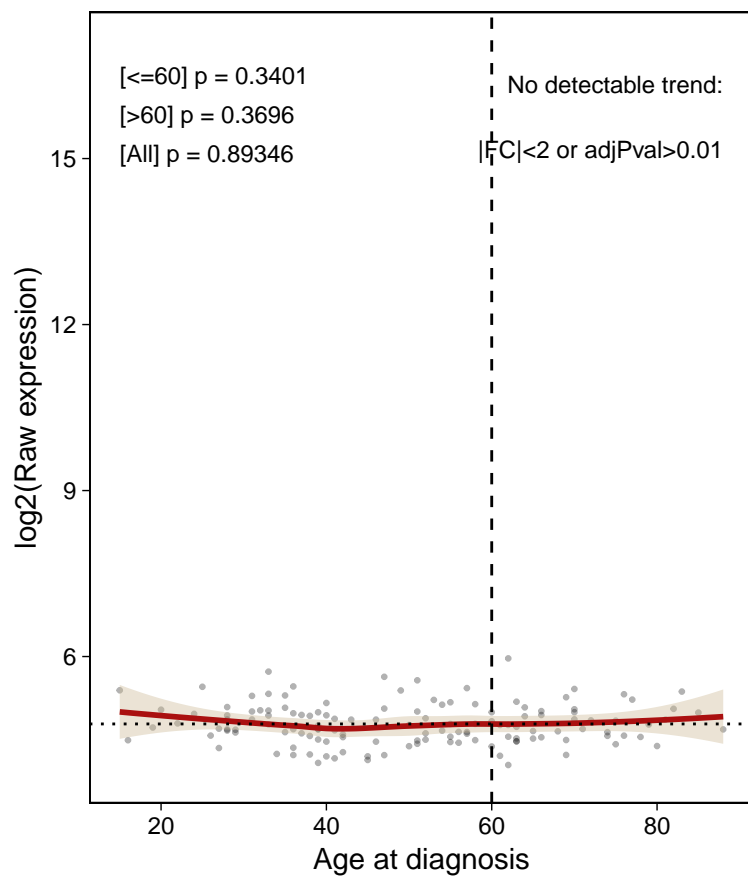 [<=60] p = 0.3401
[>60] p = 0.3696
[All] p = 0.89346
No detectable trend:
|FC|<2 or adjPval>0.01
log2(Raw expression)
15
12
9
6
20
40
60
80
Age at diagnosis